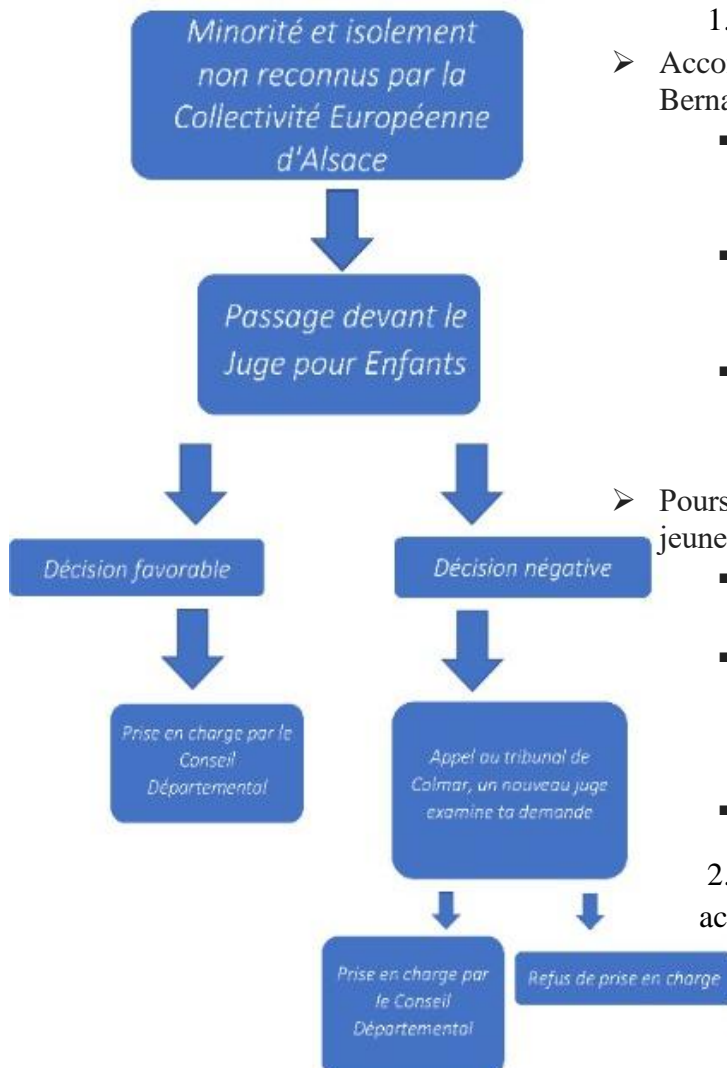 Minorité et isolement
non reconnus par la
Collectivité Européenne
d'Alsace
Passage devant le
Juge pour Enfants
Décision favorable
Décision négative
Prise en charge par le
Conseil
Départemental
Appel au tribunal de
Colmar, un nouveau juge
examine ta demande
Prise en charge par
le Conseil
Départemental
Refus de prise en charge
1.
➢ Acco
Berna
▪
▪
▪
➢ Pours
jeune
▪
▪
▪
2.
ac